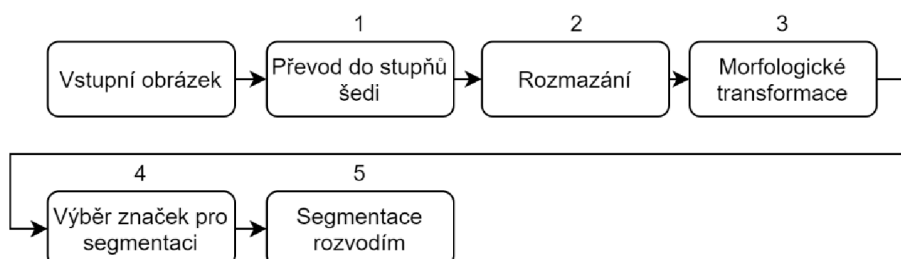 1
2
3
Vstupní obrázek
Převod do stupňů
šedi
Rozmazání
Morfologické
transformace
4
5
Výběr značek pro
segmentaci
Segmentace
rozvodím